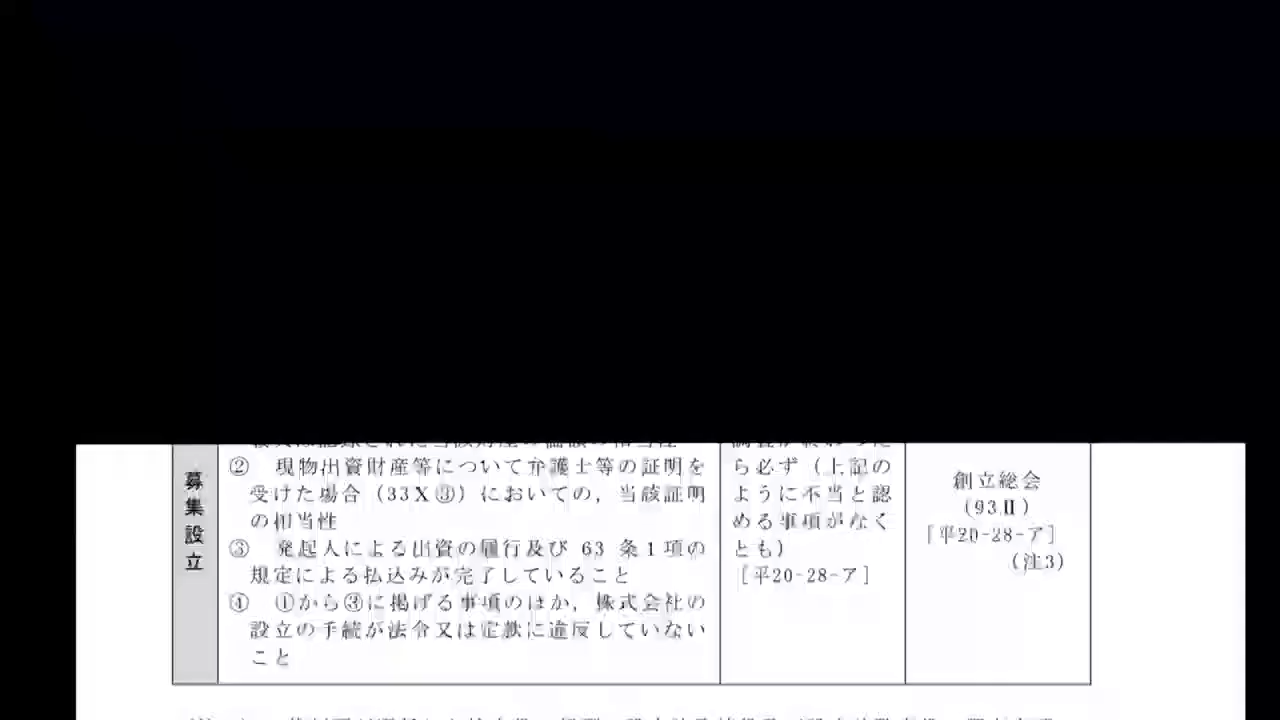 募集設立
② 現物出資財産等について弁護士等の証明を
受けた場合（33Ⅹ③）においての，当該証明
の相当性
③ 発起人による出資の履行及び 63 条1項の
規定による払込みが完了していること
④ ①から③に掲げる事項のほか，株式会社の
設立の手続が法令又は定款に違反していない
こと
ら必ず（上記の
ように不当と認
める事項がなく
とも）
［平20-28-ア］
創立総会
（93Ⅱ）
［平20-28-ア］
（注3）